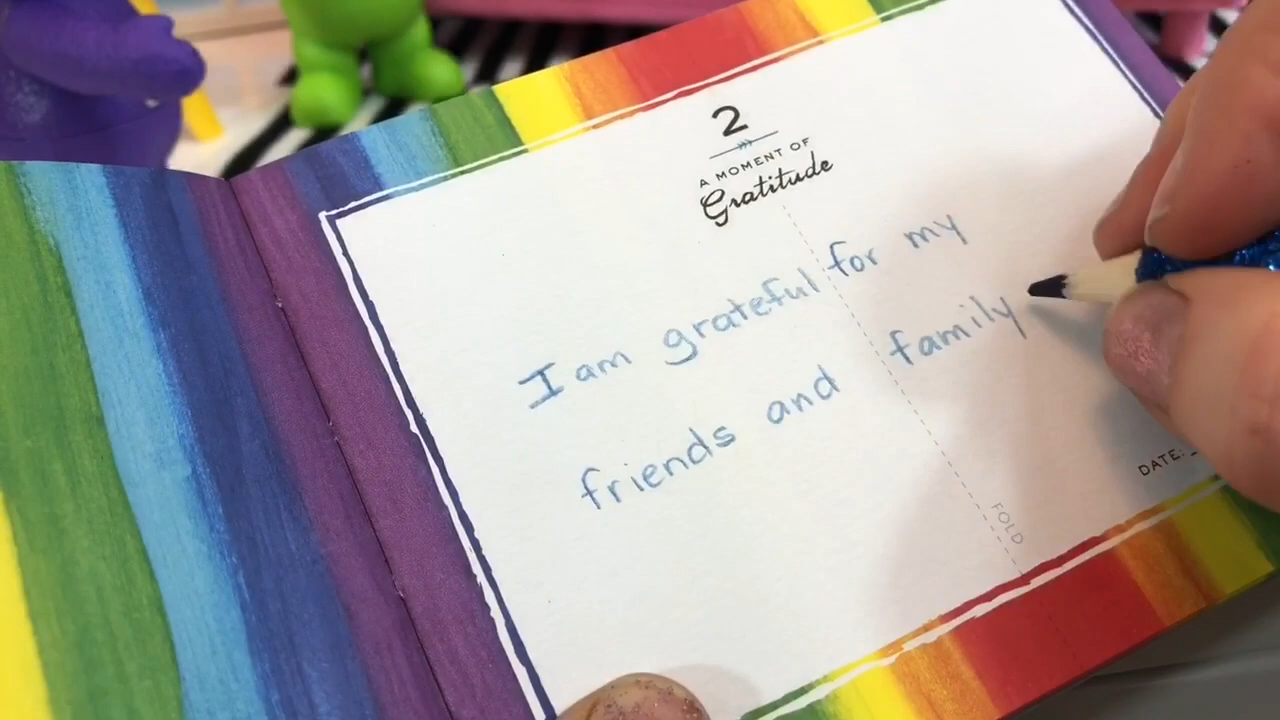 2
A MOMENT OF
Gratitude
I am grateful for my
friends and family
DATE:
FOLD